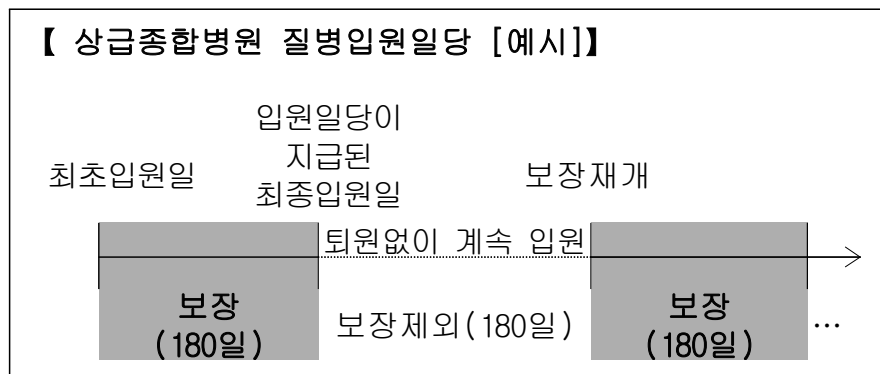 【 상급종합병원 질병입원일당 [예시]】
입원일당이
지급된
최종입원일
최초입원일
보장재개
퇴원없이 계속 입원
보장
(180일)
보장제외(180일)
보장
(180일)
…